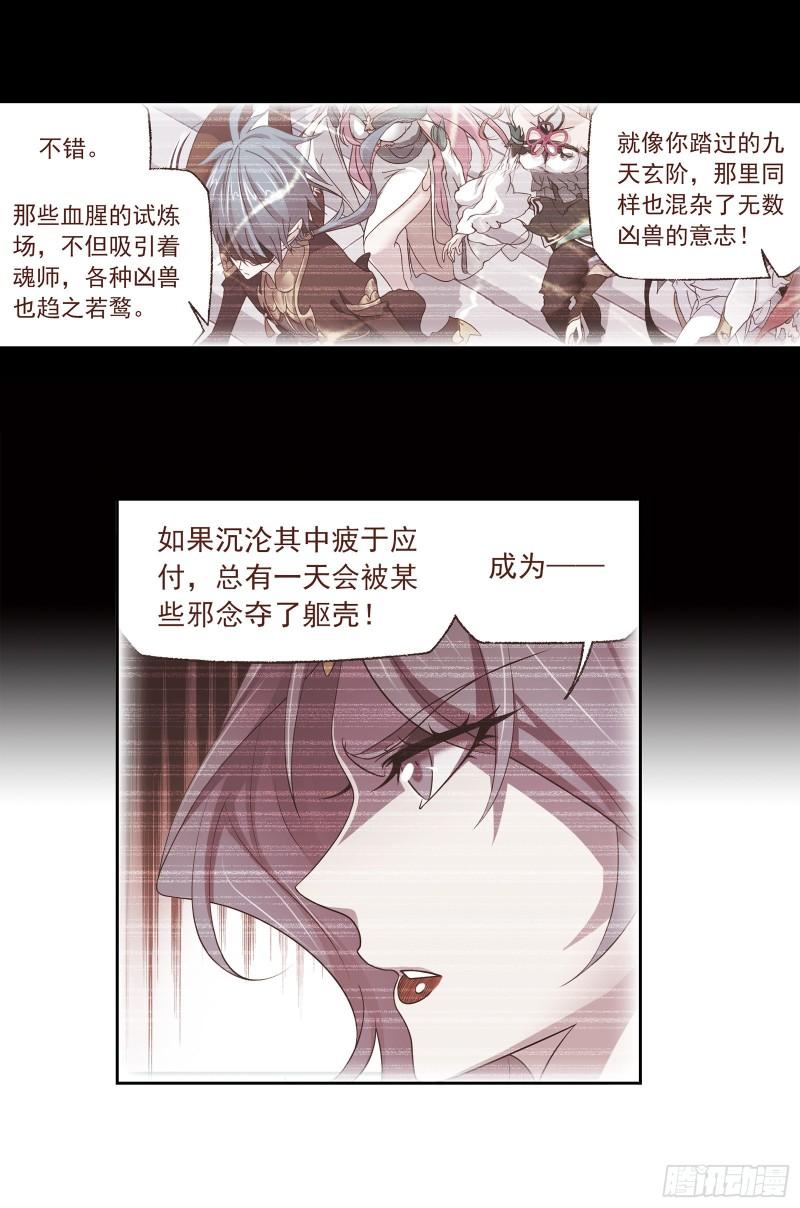 不错。
那些血腥的试炼
场，不但吸引着
魂师，各种凶兽
也趋之若鹜。
就像你踏过的九
天玄阶，那里同
样也混杂了无数
凶兽的意志！
如果沉沦其中疲于应
付，总有一天会被某
些邪念夺了躯壳！
成为——
腾讯动漫